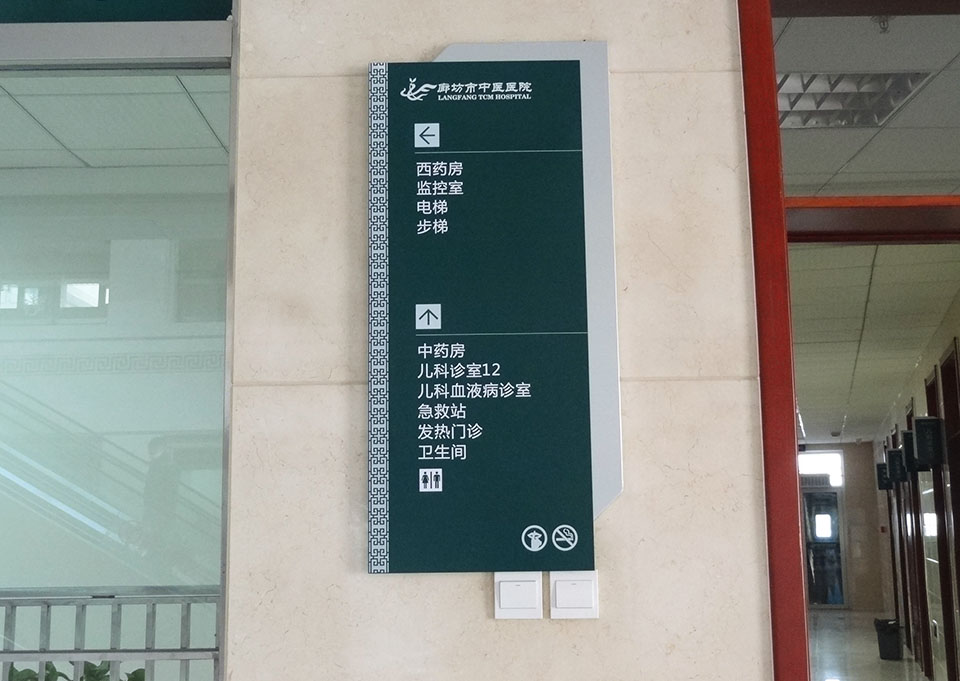 廊坊市中医医院
LANGFANG TCM HOSPITAL
西药房
监控室
电梯
步梯
中药房
儿科诊室12
儿科血液病诊室
急救站
发热门诊
卫生间